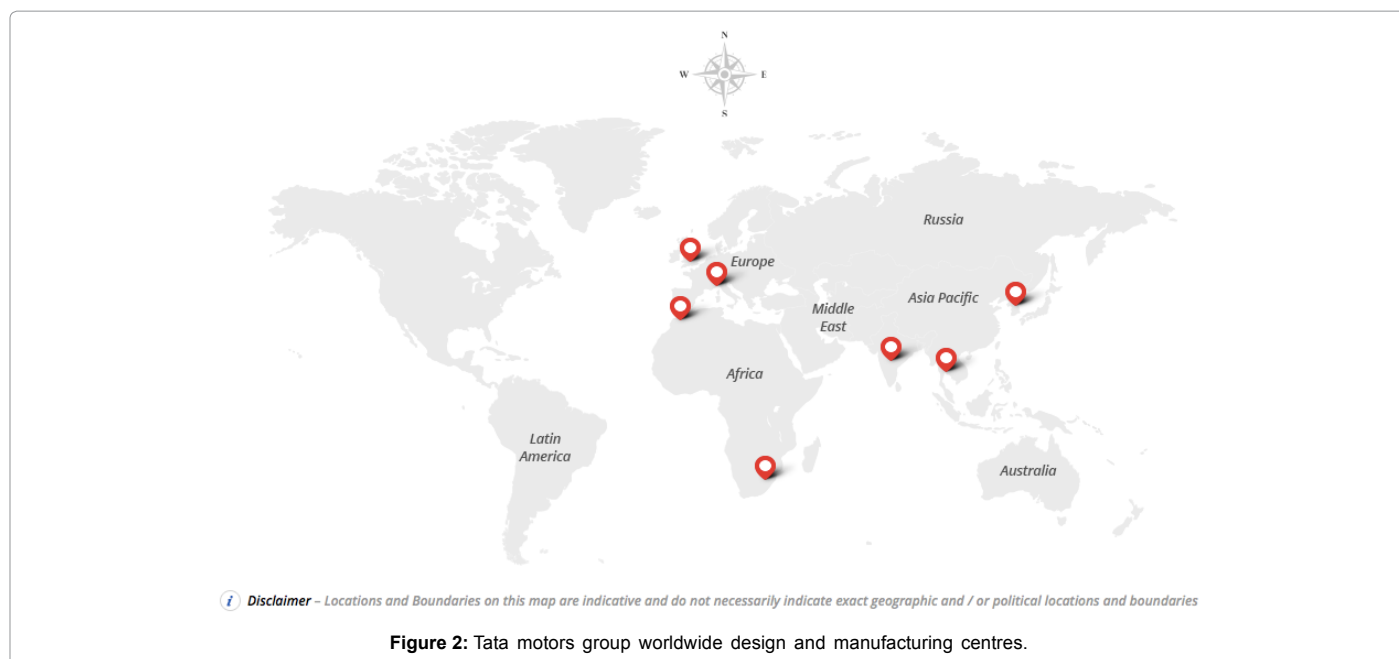 N
W
E
S
Russia
Europe
Asia Pacific
Middle
East
Africa
Latin
America
Australia
i Disclaimer – Locations and Boundaries on this map are indicative and do not necessarily indicate exact geographic and / or political locations and boundaries
Figure 2: Tata motors group worldwide design and manufacturing centres.